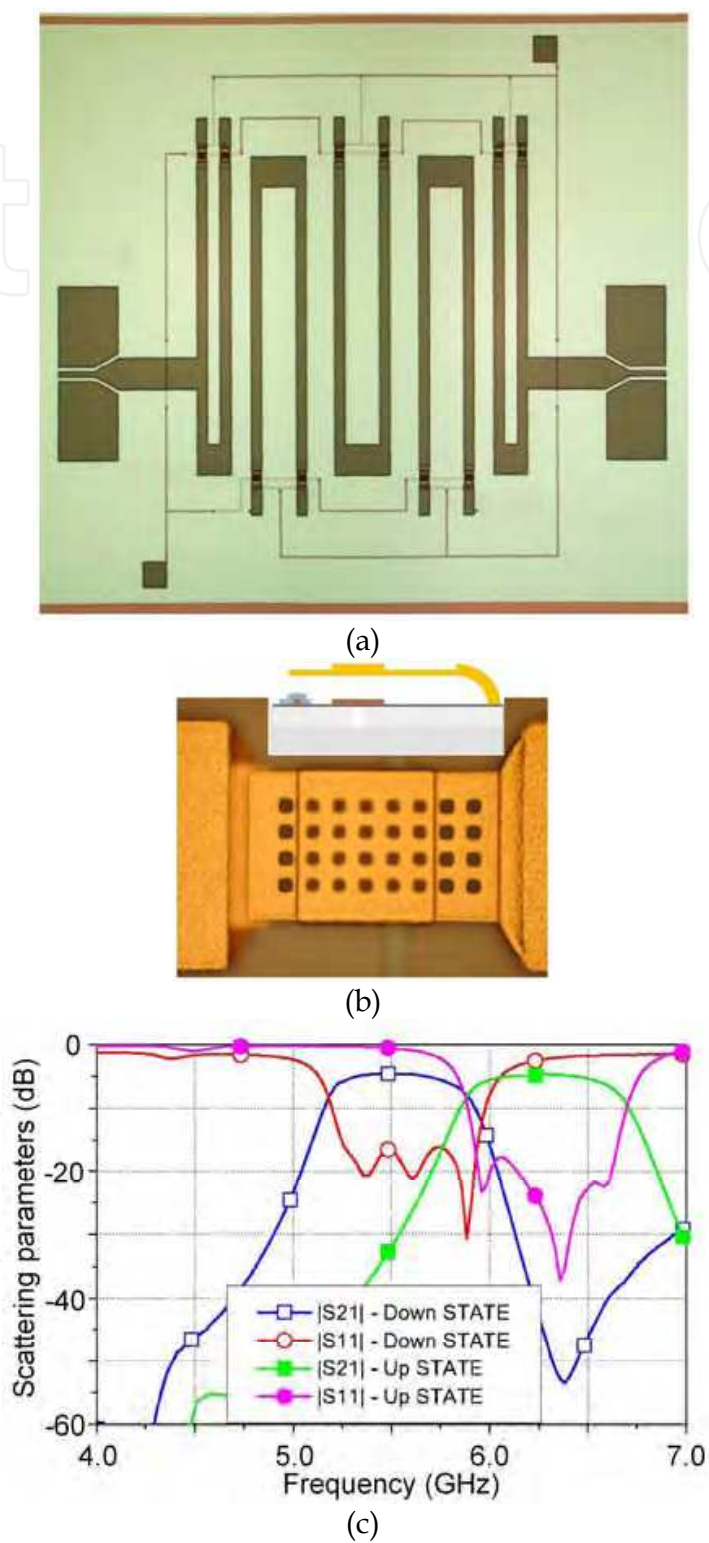 (a)
(b)
0
-20
-40
-60
Scattering parameters (dB)
|S21| - Down STATE
|S11| - Down STATE
|S21| - Up STATE
|S11| - Up STATE
4.0 5.0 6.0 7.0
Frequency (GHz)
(c)